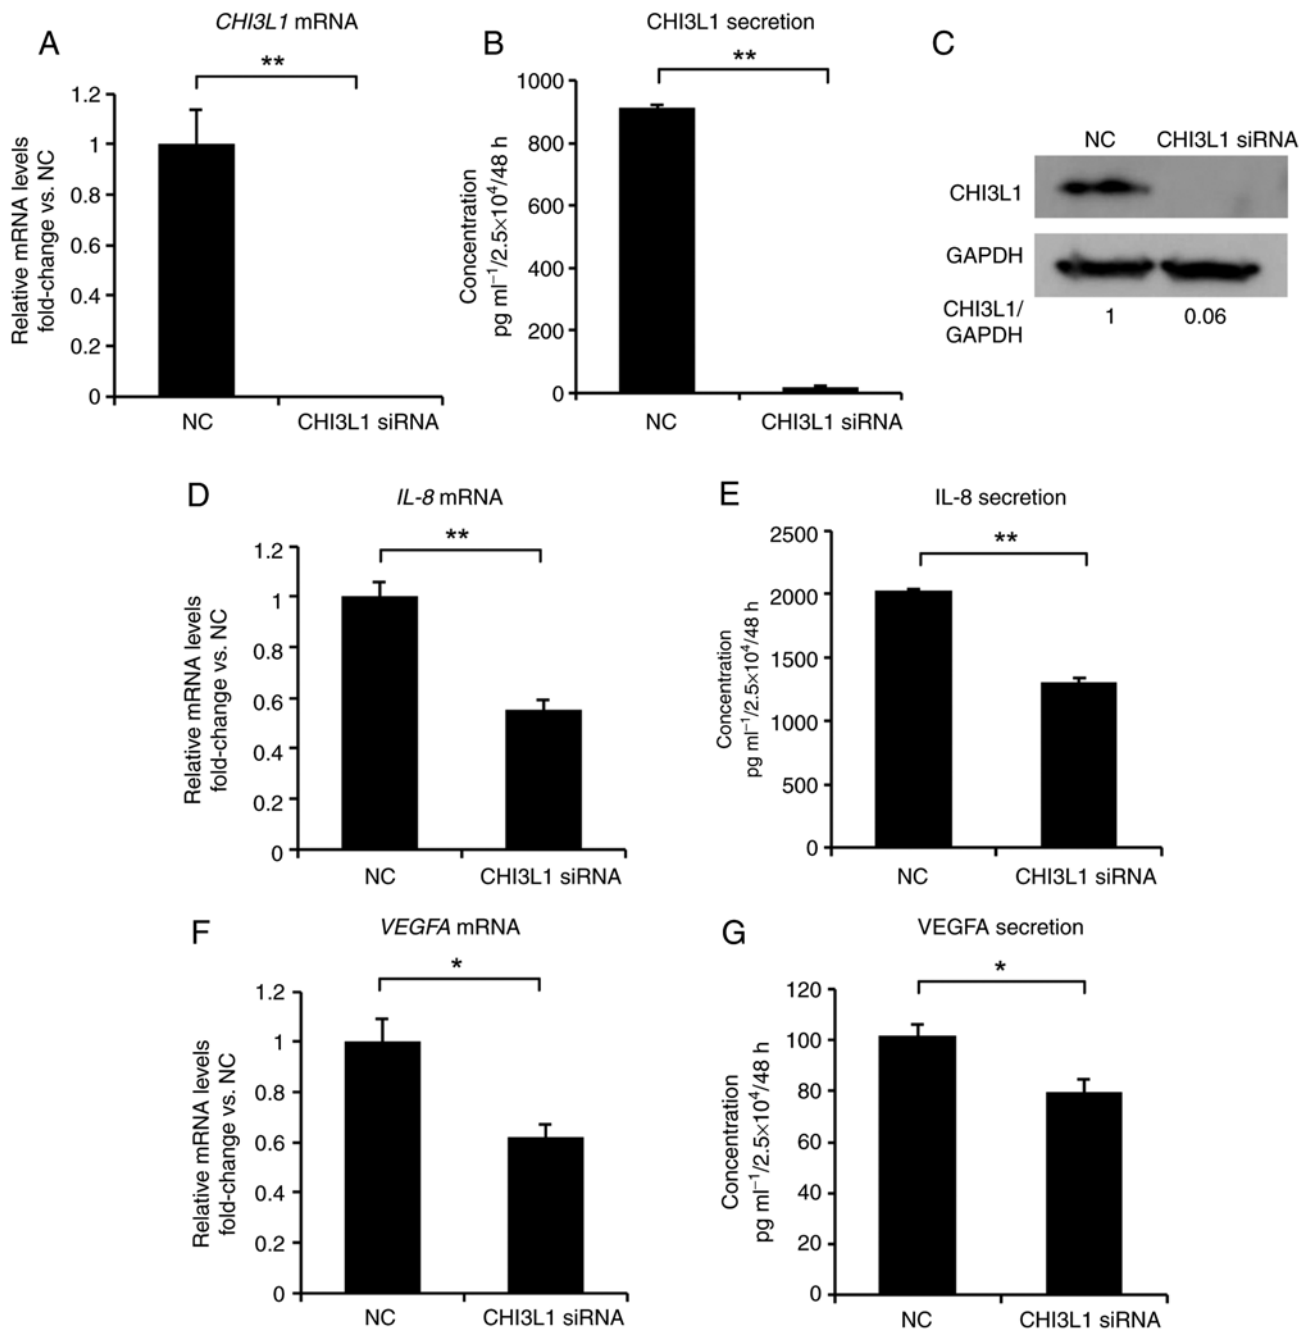 A
CHI3L1 mRNA
**
Relative mRNA levels
fold-change vs. NC
1.2
1
0.8
0.6
0.4
0.2
0
NC
CHI3L1 siRNA
B
CHI3L1 secretion
**
Concentration
pg ml⁻¹/2.5×10⁴/48 h
1000
800
600
400
200
0
NC
CHI3L1 siRNA
C
NC
CHI3L1 siRNA
CHI3L1
GAPDH
CHI3L1/
GAPDH
1
0.06
D
IL-8 mRNA
**
Relative mRNA levels
fold-change vs. NC
1.2
1
0.8
0.6
0.4
0.2
0
NC
CHI3L1 siRNA
E
IL-8 secretion
**
Concentration
pg ml⁻¹/2.5×10⁴/48 h
2500
2000
1500
1000
500
0
NC
CHI3L1 siRNA
F
VEGFA mRNA
*
Relative mRNA levels
fold-change vs. NC
1.2
1
0.8
0.6
0.4
0.2
0
NC
CHI3L1 siRNA
G
VEGFA secretion
*
Concentration
pg ml⁻¹/2.5×10⁴/48 h
120
100
80
60
40
20
0
NC
CHI3L1 siRNA